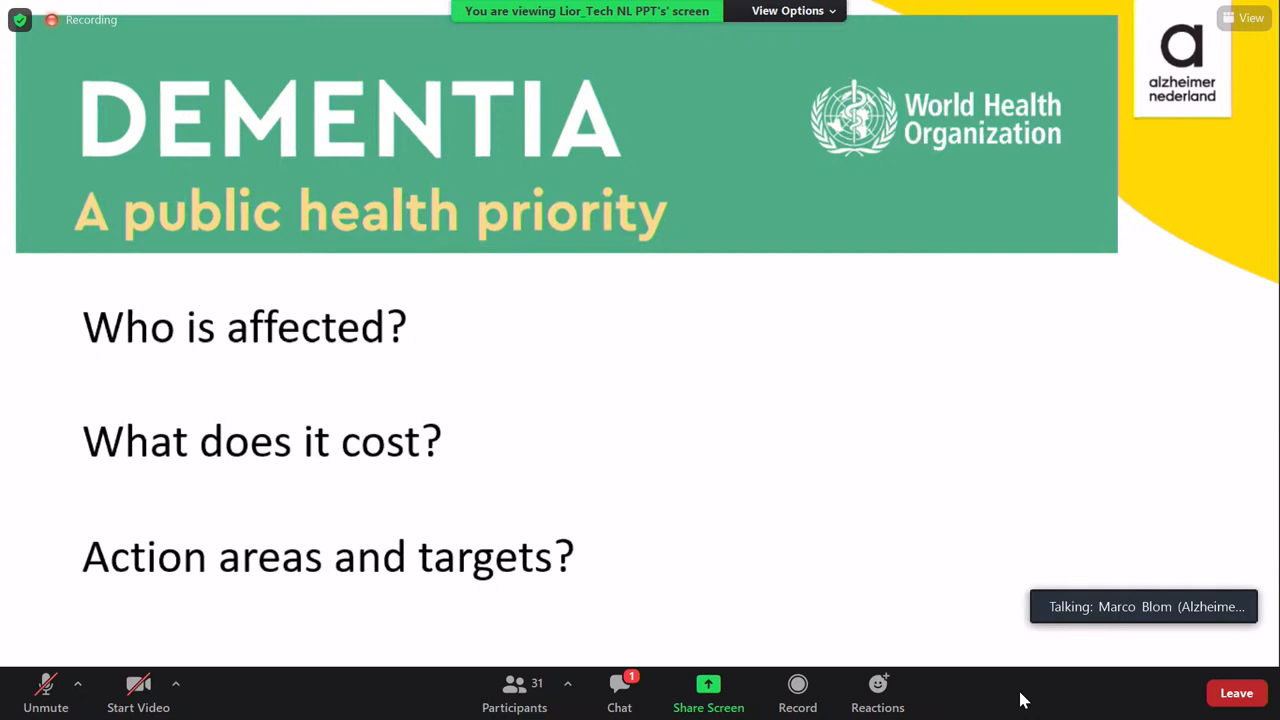 Recording
You are viewing Lior_Tech NL PPT's' screen
View Options
View
DEMENTIA
A public health priority
World Health
Organization
a
alzheimer
nederland
Who is affected?
What does it cost?
Action areas and targets?
Talking: Marco Blom (Alzheime...
Unmute
Start Video
31
Participants
1
Chat
Share Screen
Record
Reactions
Leave